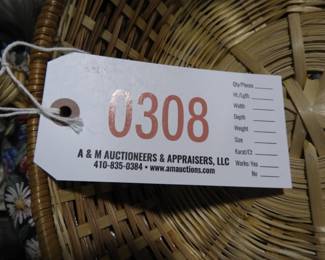 0308
A & M AUCTIONEERS & APPRAISERS, LLC
410-835-0384 • www.amauctions.com
Qty/Pieces
Ht./Lgth.
Width
Depth
Weight
Size
Karat/Ct
Works: Yes
No